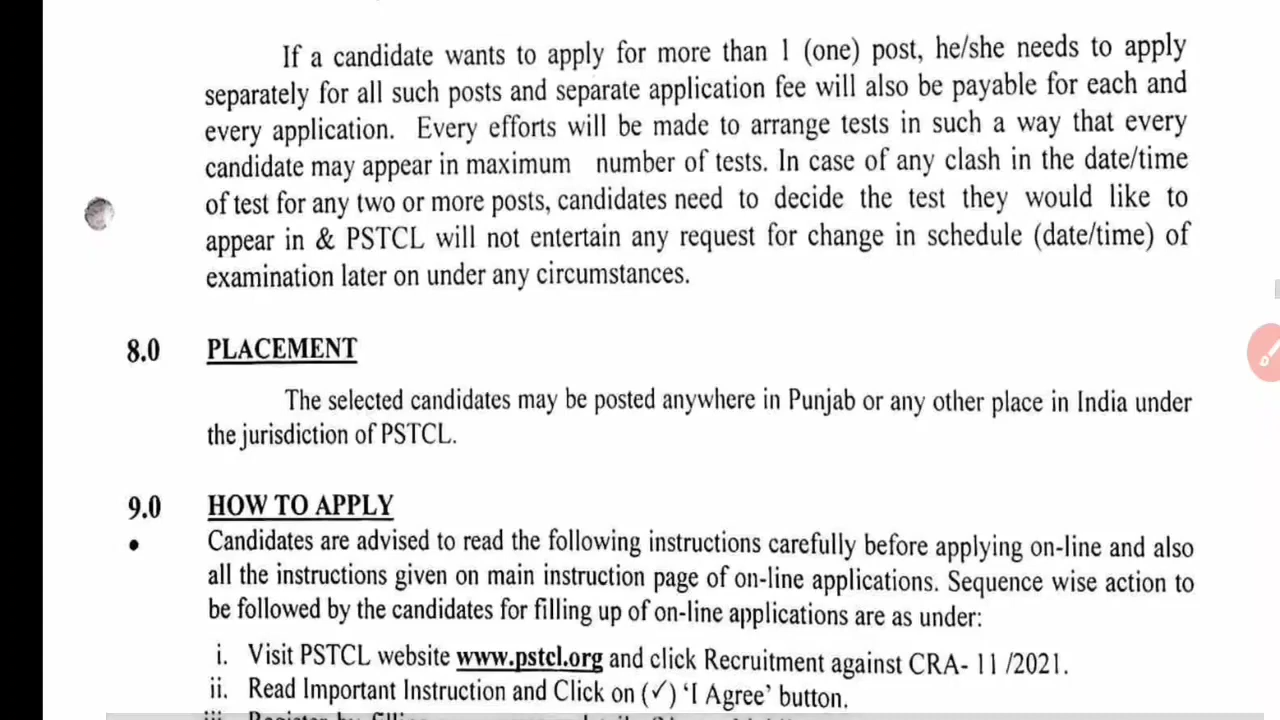 If a candidate wants to apply for more than 1 (one) post, he/she needs to apply
separately for all such posts and separate application fee will also be payable for each and
every application. Every efforts will be made to arrange tests in such a way that every
candidate may appear in maximum number of tests. In case of any clash in the date/time
of test for any two or more posts, candidates need to decide the test they would like to
appear in & PSTCL will not entertain any request for change in schedule (date/time) of
examination later on under any circumstances.
8.0 PLACEMENT
The selected candidates may be posted anywhere in Punjab or any other place in India under
the jurisdiction of PSTCL.
9.0 HOW TO APPLY
• Candidates are advised to read the following instructions carefully before applying on-line and also
all the instructions given on main instruction page of on-line applications. Sequence wise action to
be followed by the candidates for filling up of on-line applications are as under:
i. Visit PSTCL website www.pstcl.org and click Recruitment against CRA- 11 /2021.
ii. Read Important Instruction and Click on (✓) ‘I Agree’ button.